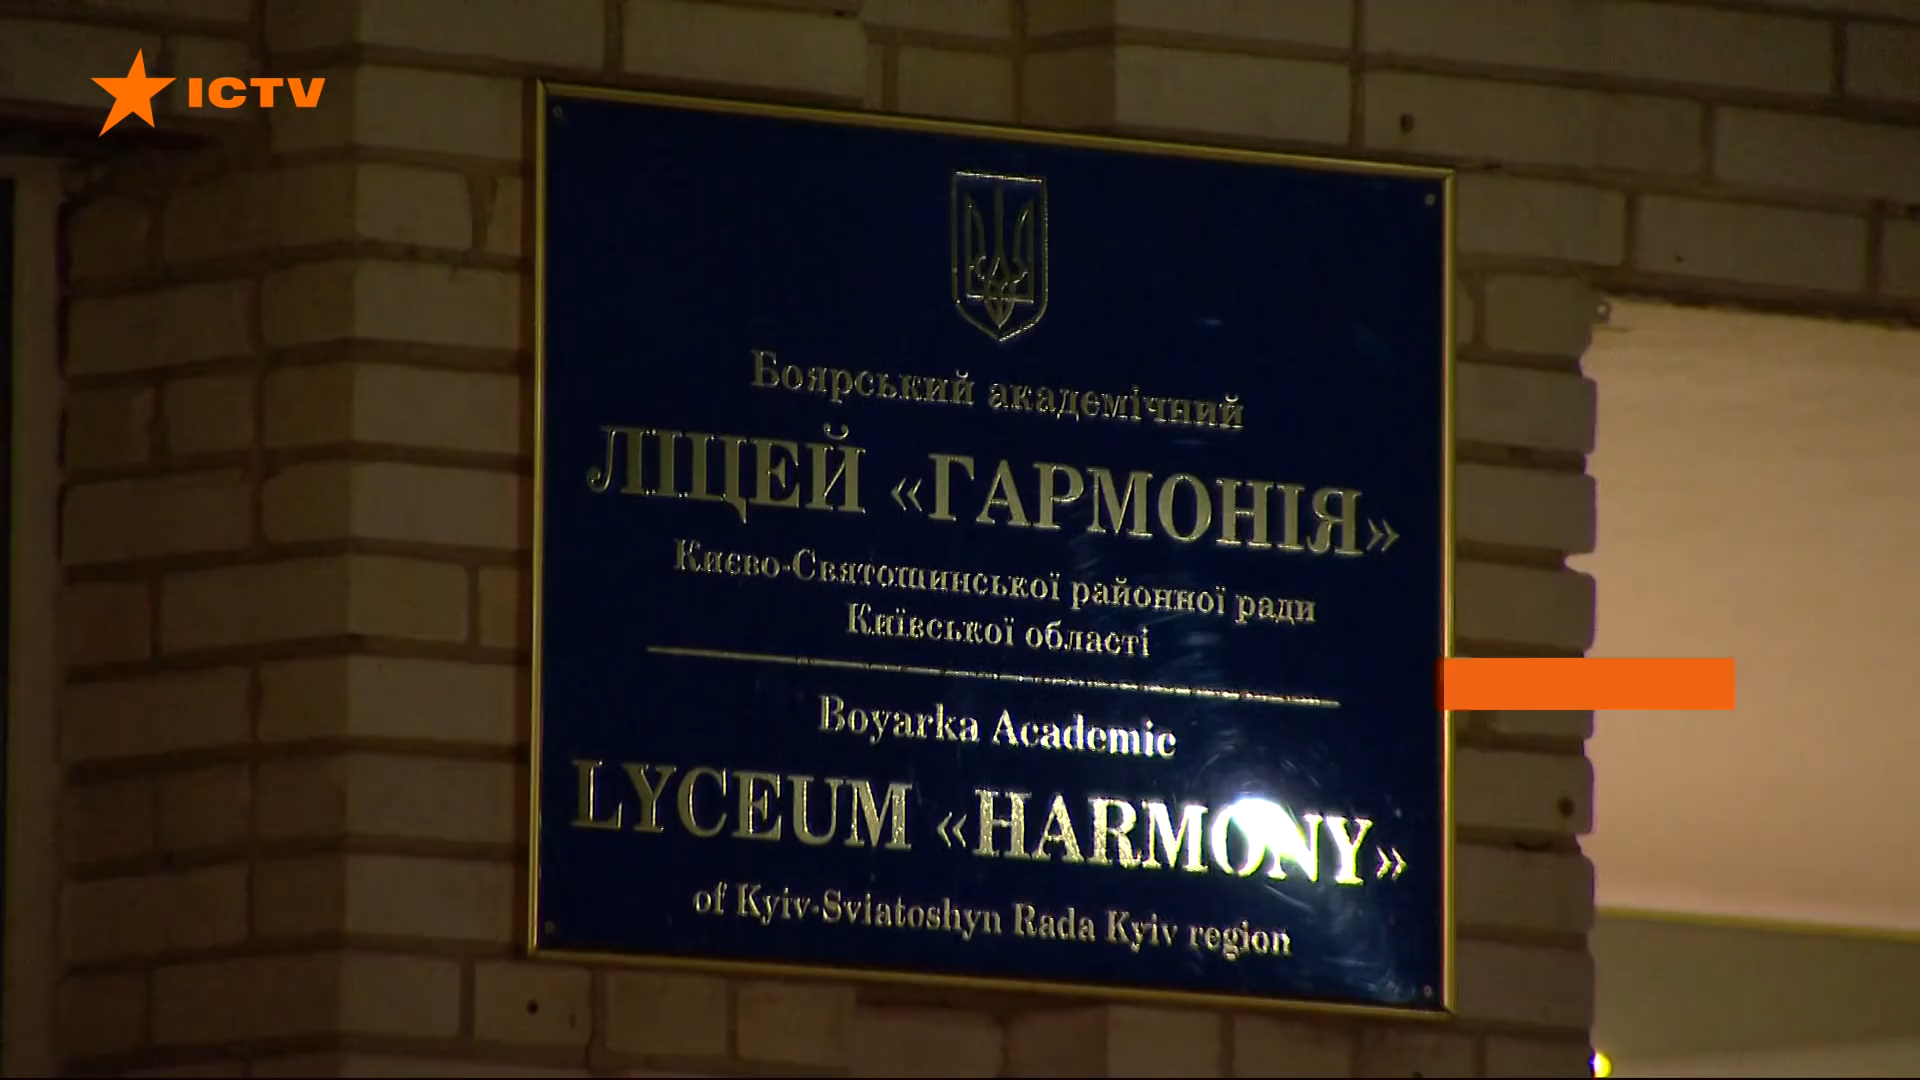 ICTV
Боярський академічний
ЛІЦЕЙ «ГАРМОНІЯ»
Києво-Святошинської районної ради
Київської області
Boyarka Academic
LYCEUM «HARMONY»
of Kyiv-Sviatoshyn Rada Kyiv region